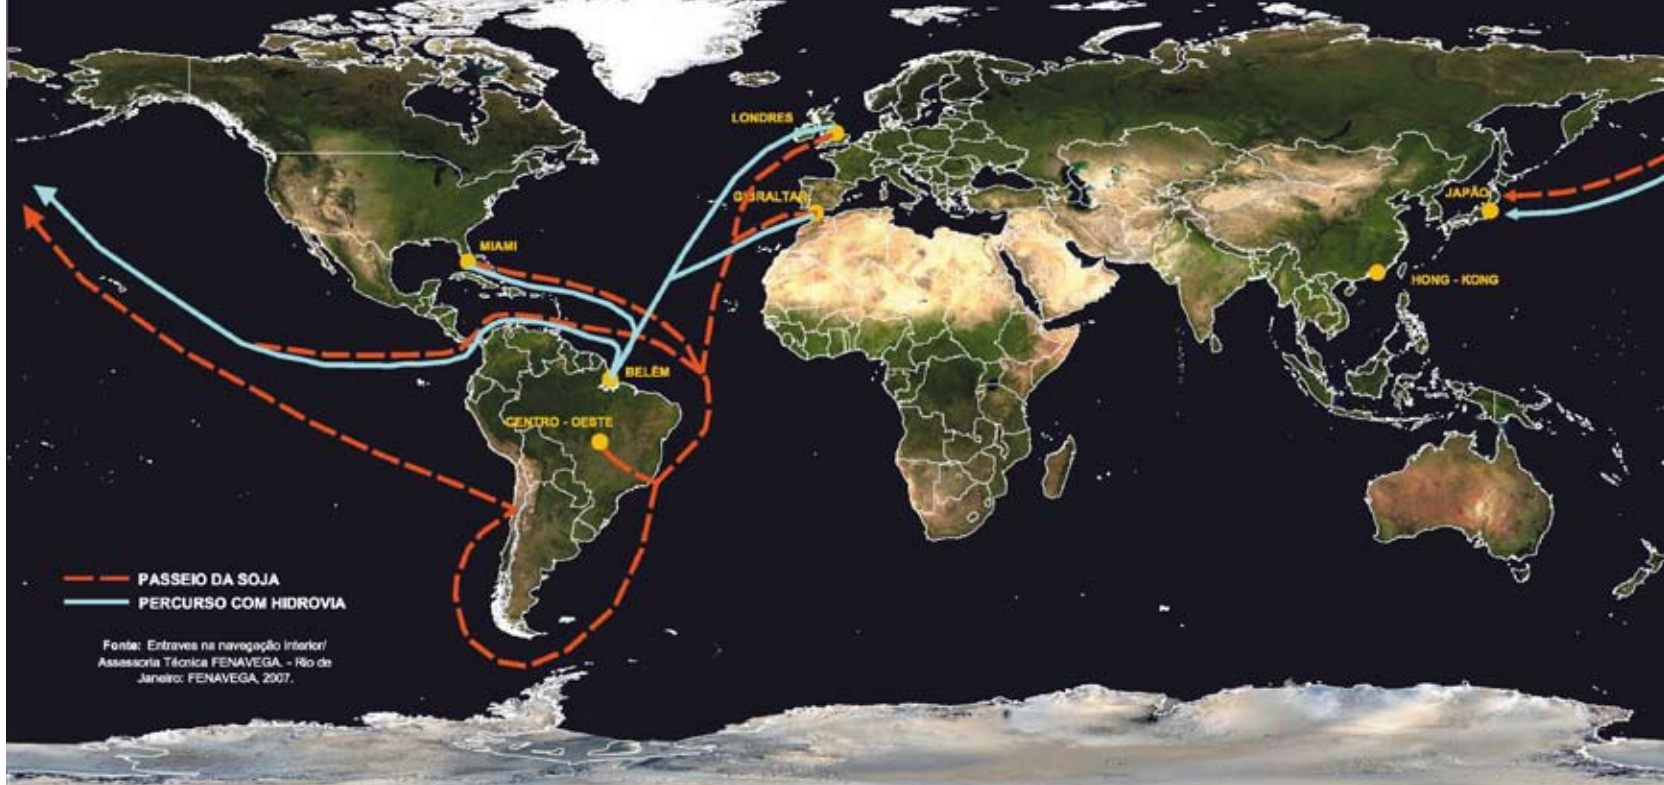 LONDRES
GIBRALTAR
JAPÃO
MIAMI
HONG - KONG
BELÉM
CENTRO - OESTE
PASSEIO DA SOJA
PERCURSO COM HIDROVIA
Fonte: Entraves na navegação interior/
Assessoria Técnica FENAVEGA. - Rio de
Janeiro: FENAVEGA, 2007.